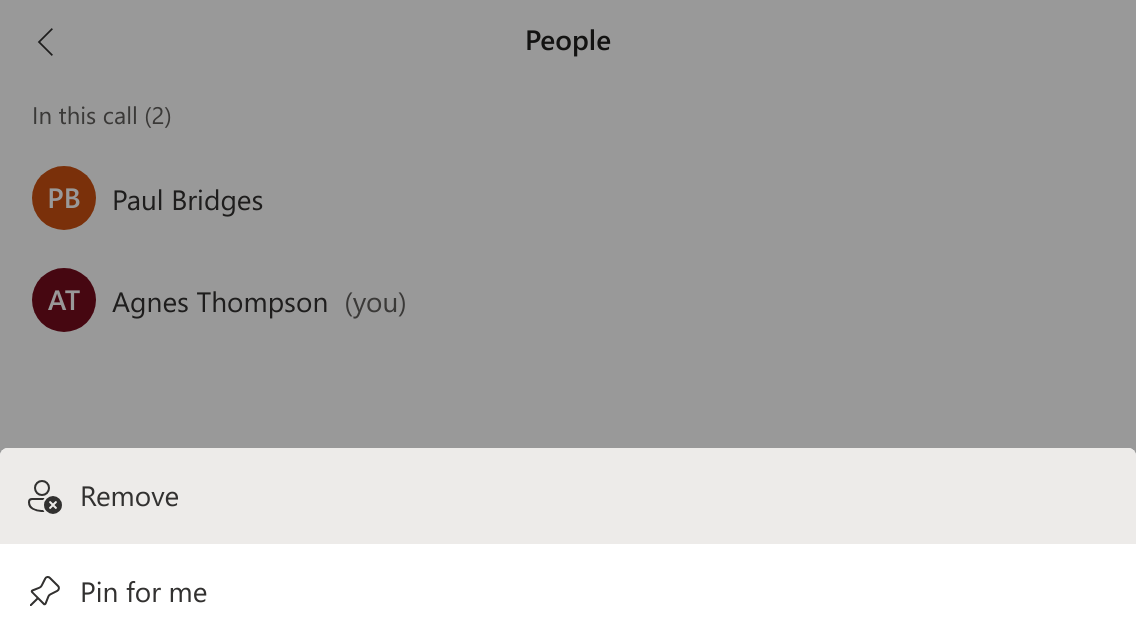 People
In this call (2)
PB Paul Bridges
AT Agnes Thompson (you)
Remove
Pin for me